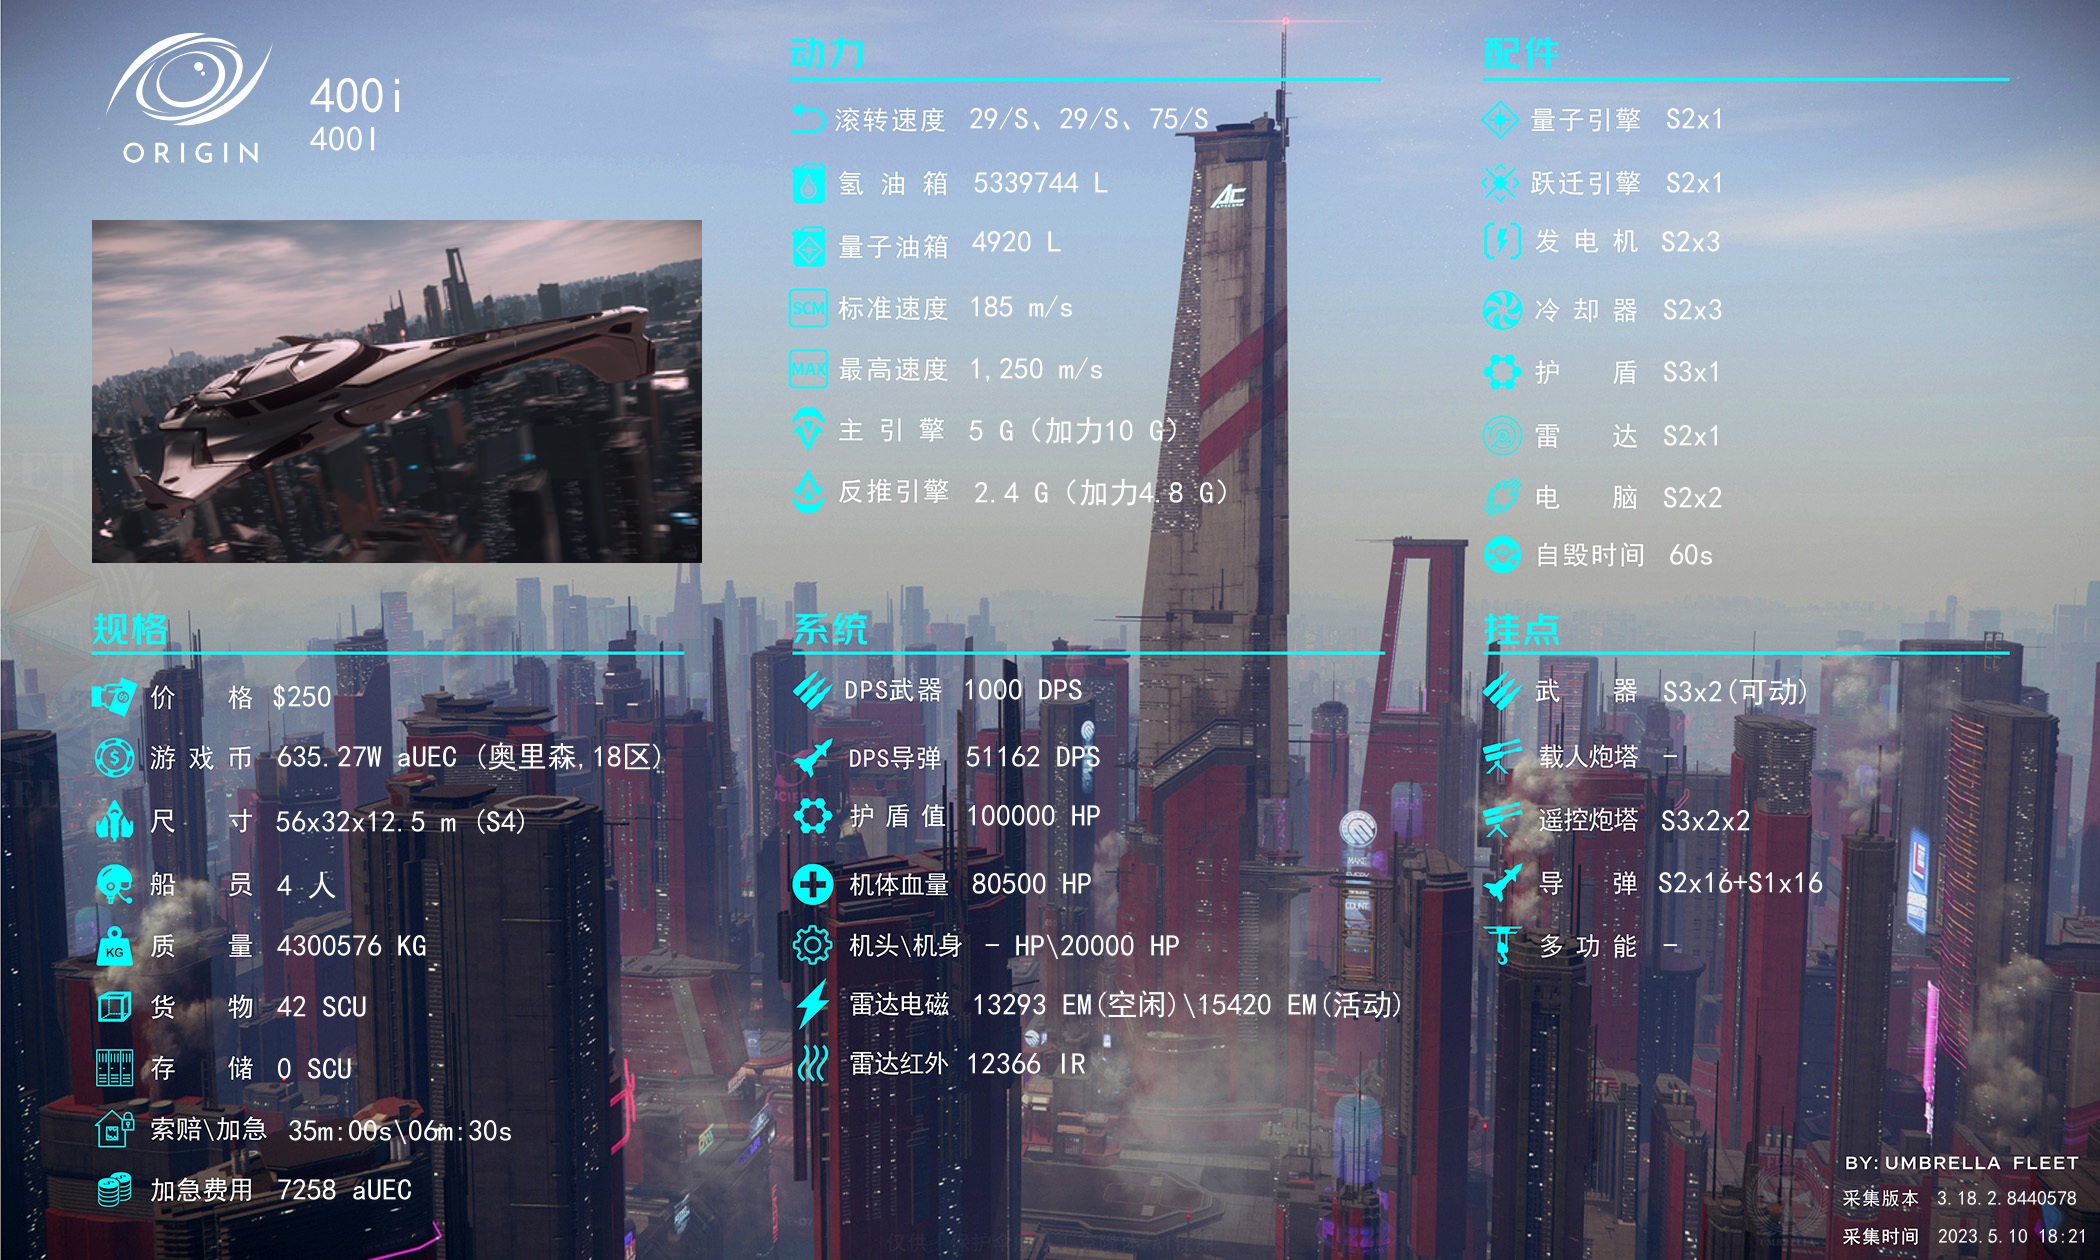 ORIGIN
400i
400I
规格
价格 $250
游戏币 635.27W aUEC (奥里森,18区)
尺寸 56x32x12.5 m (S4)
船员 4 人
质量 4300576 KG
KG
货物 42 SCU
存储 0 SCU
索赔\加急 35m:00s\06m:30s
加急费用 7258 aUEC
动力
滚转速度 29/S、29/S、75/S
氢油箱 5339744 L
量子油箱 4920 L
SCM 标准速度 185 m/s
MAX 最高速度 1,250 m/s
主引擎 5 G（加力10 G）
反推引擎 2.4 G（加力4.8 G）
系统
DPS武器 1000 DPS
DPS导弹 51162 DPS
护盾值 100000 HP
机体血量 80500 HP
机头\机身 - HP\20000 HP
雷达电磁 13293 EM(空闲)\15420 EM(活动)
雷达红外 12366 IR
配件
量子引擎 S2x1
跃迁引擎 S2x1
发电机 S2x3
冷却器 S2x3
护盾 S3x1
雷达 S2x1
电脑 S2x2
自毁时间 60s
挂点
武器 S3x2(可动)
载人炮塔 -
遥控炮塔 S3x2x2
导弹 S2x16+S1x16
多功能 -
AC
MAKE
EVERY
COUNT
BY: UMBRELLA FLEET
采集版本 3.18.2.8440578
采集时间 2023.5.10 18:21